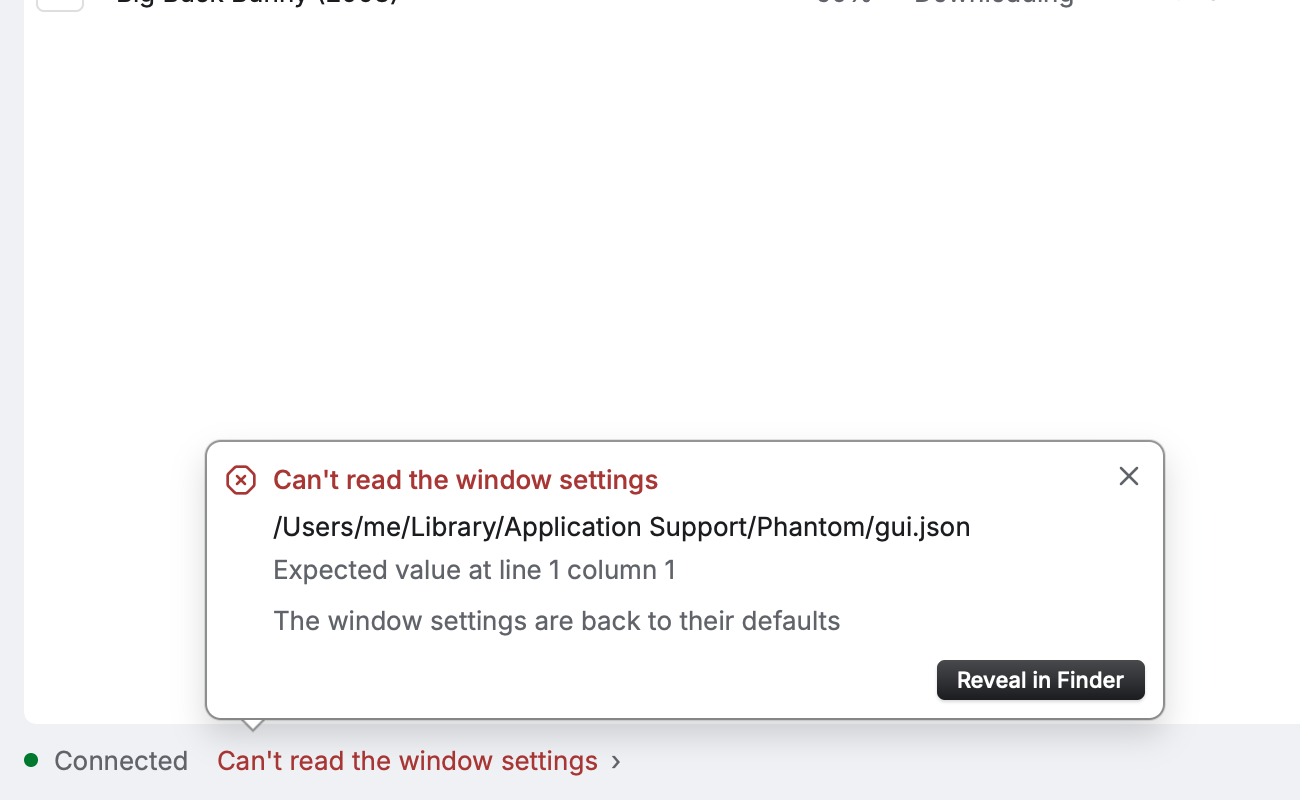 Can't read the window settings
/Users/me/Library/Application Support/Phantom/gui.json
Expected value at line 1 column 1
The window settings are back to their defaults
Reveal in Finder
Connected
Can't read the window settings ›